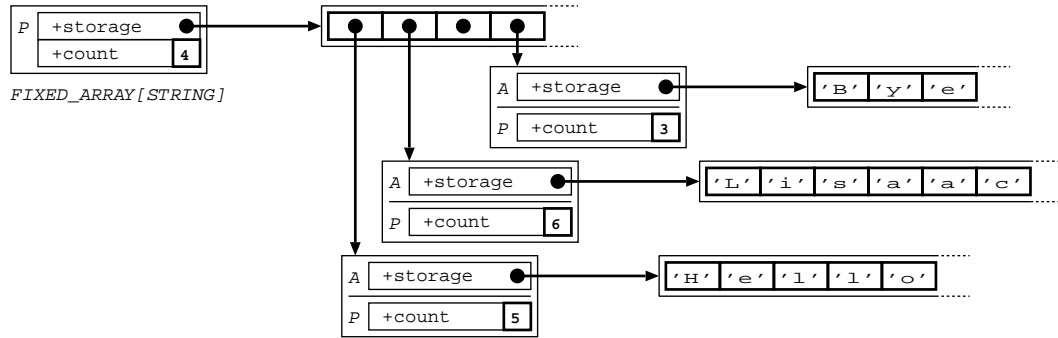 P +storage
+count 4
FIXED_ARRAY[STRING]
A +storage
'B' 'y' 'e'
P +count 3
A +storage
'L' 'i' 's' 'a' 'a' 'c'
P +count 6
A +storage
'H' 'e' 'l' 'l' 'o'
P +count 5